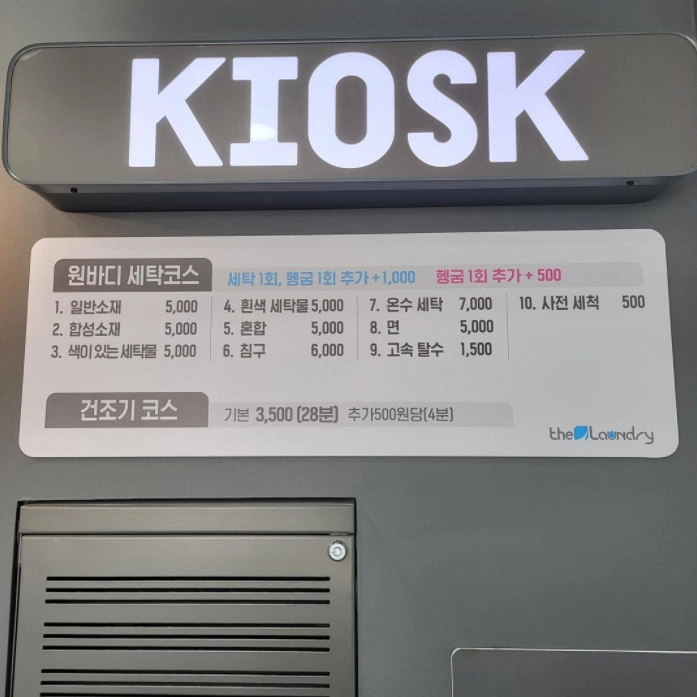 KIOSK
원바디 세탁코스 세탁 1회, 헹굼 1회 추가 +1,000 헹굼 1회 추가 + 500
1. 일반소재 5,000 4. 흰색 세탁물 5,000 7. 온수 세탁 7,000 10. 사전 세척 500
2. 합성소재 5,000 5. 혼합 5,000 8. 면 5,000
3. 색이 있는 세탁물 5,000 6. 침구 6,000 9. 고속 탈수 1,500
건조기 코스 기본 3,500 (28분) 추가500원당(4분)
the Laundry